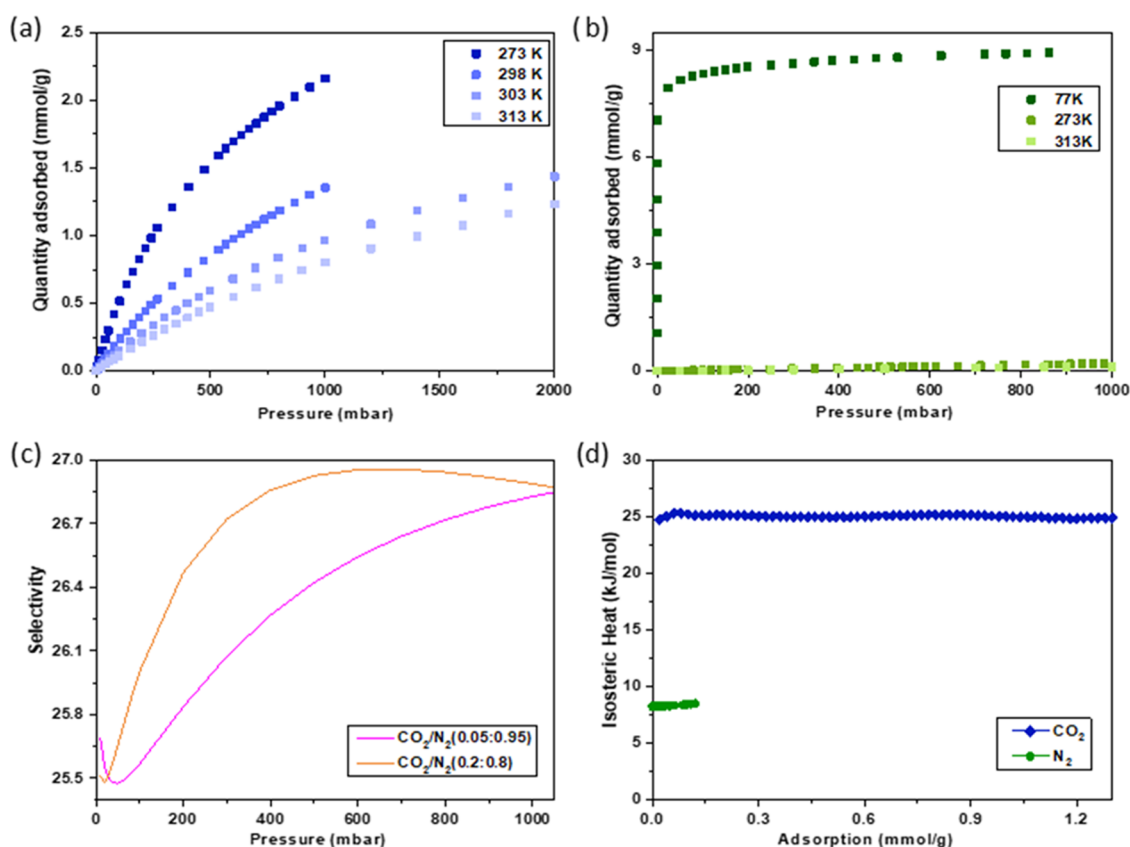 (a)
Quantity adsorbed (mmol/g)
2.5
2.0
1.5
1.0
0.5
0.0
273 K
298 K
303 K
313 K
0 500 1000 1500 2000
Pressure (mbar)
(b)
Quantity adsorbed (mmol/g)
9
6
3
0
77K
273K
313K
0 200 400 600 800 1000
Pressure (mbar)
(c)
Selectivity
27.0
26.7
26.4
26.1
25.8
25.5
CO₂/N₂(0.05:0.95)
CO₂/N₂(0.2:0.8)
0 200 400 600 800 1000
Pressure (mbar)
(d)
Isosteric Heat (kJ/mol)
30
25
20
15
10
5
0
CO₂
N₂
0.0 0.3 0.6 0.9 1.2
Adsorption (mmol/g)